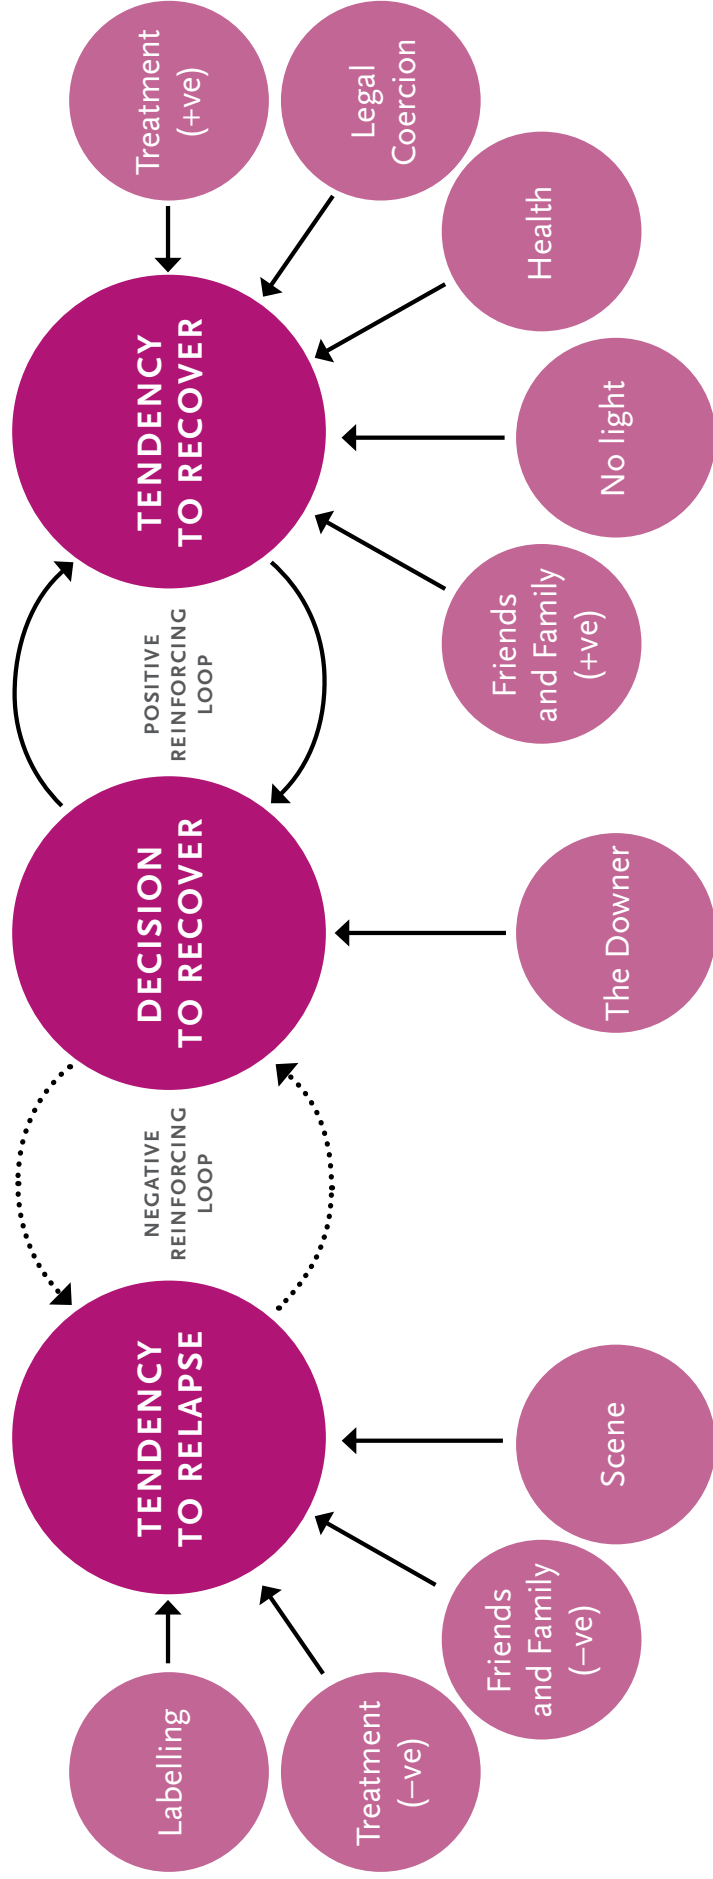 Labelling
Treatment
(–ve)
Friends
and Family
(–ve)
Scene
TENDENCY
TO RELAPSE
NEGATIVE
REINFORCING
LOOP
DECISION
TO RECOVER
The Downer
POSITIVE
REINFORCING
LOOP
TENDENCY
TO RECOVER
Friends
and Family
(+ve)
No light
Health
Legal
Coercion
Treatment
(+ve)